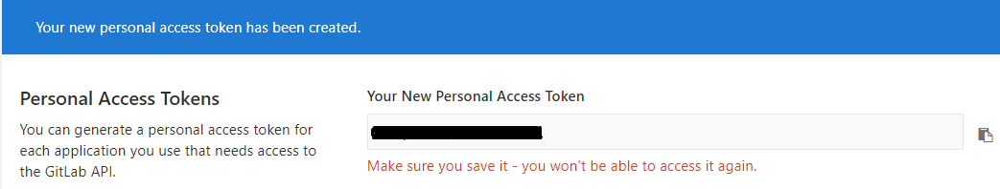 Your new personal access token has been created.
Personal Access Tokens
You can generate a personal access token for
each application you use that needs access to
the GitLab API.
Your New Personal Access Token
Make sure you save it - you won't be able to access it again.